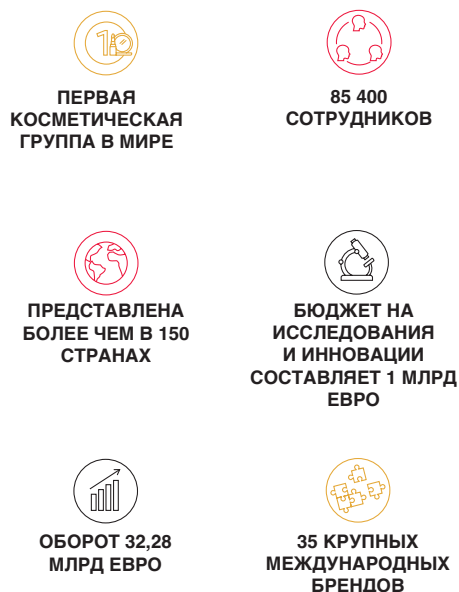 1
ПЕРВАЯ
КОСМЕТИЧЕСКАЯ
ГРУППА В МИРЕ
85 400
СОТРУДНИКОВ
ПРЕДСТАВЛЕНА
БОЛЕЕ ЧЕМ В 150
СТРАНАХ
БЮДЖЕТ НА
ИССЛЕДОВАНИЯ
И ИННОВАЦИИ
СОСТАВЛЯЕТ 1 МЛРД
ЕВРО
ОБОРОТ 32,28
МЛРД ЕВРО
35 КРУПНЫХ
МЕЖДУНАРОДНЫХ
БРЕНДОВ